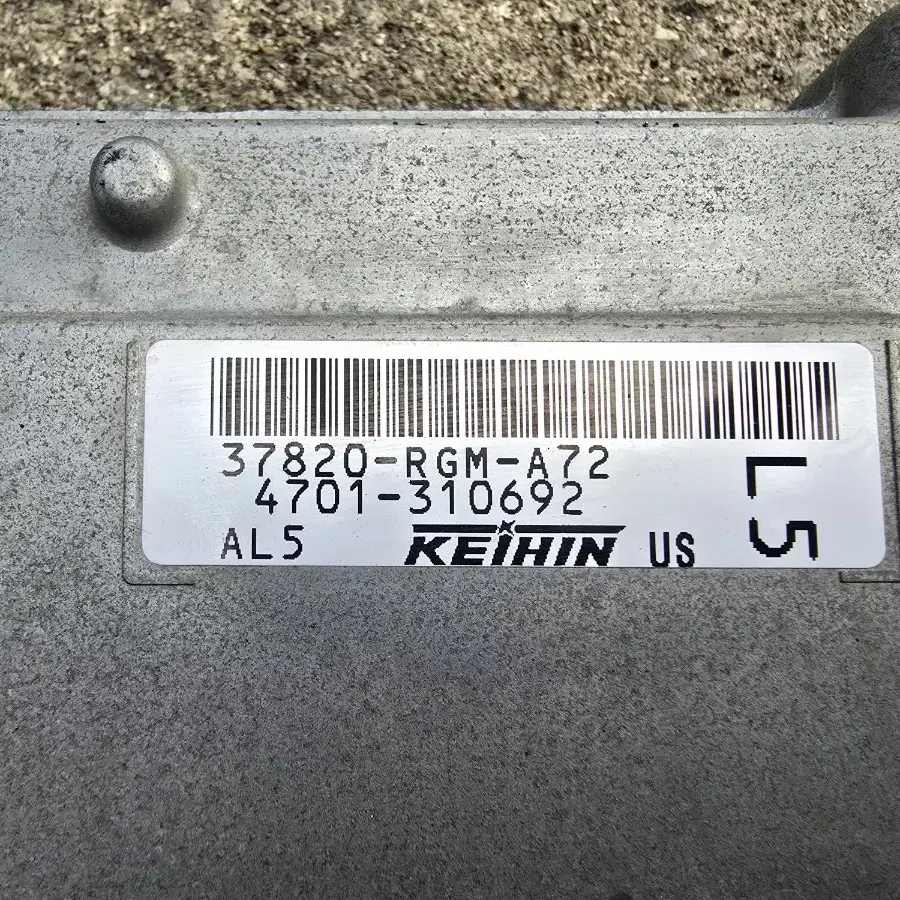 37820-RGM-A72
4701-310692
AL5
KEIHIN
US
L5